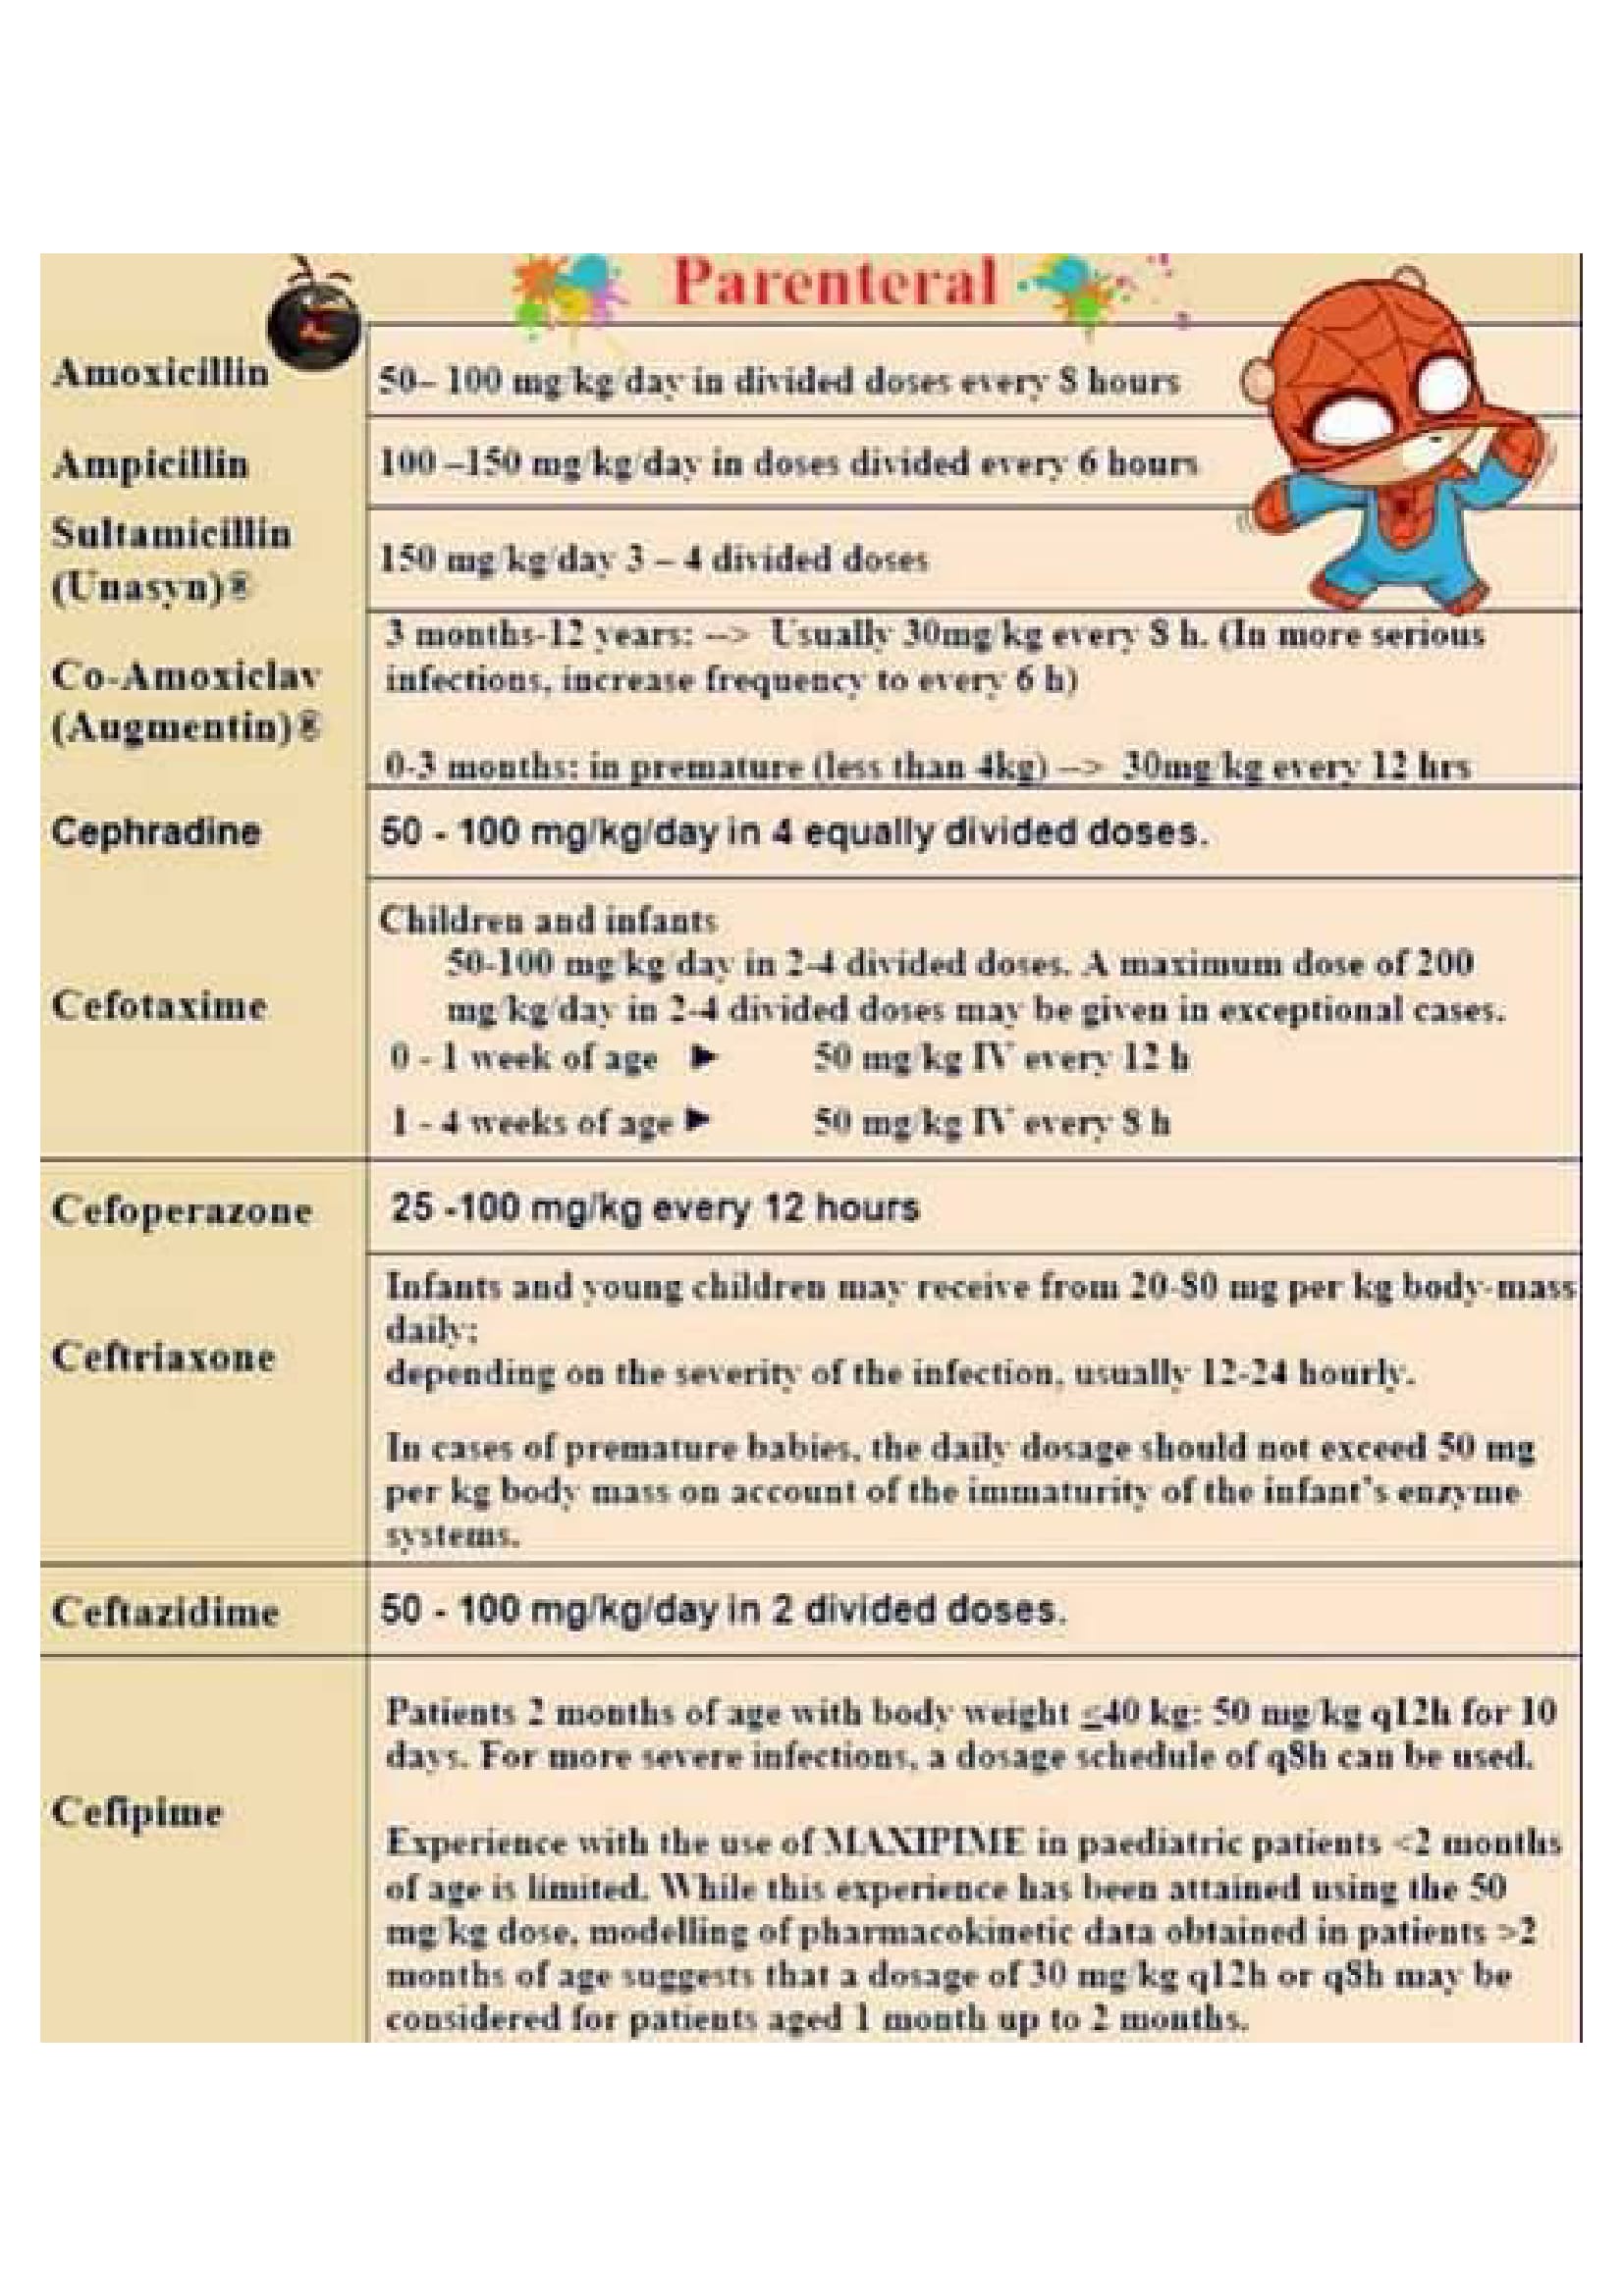 Parenteral
Amoxicillin
50– 100 mg/kg/day in divided doses every 8 hours
Ampicillin
100 –150 mg/kg/day in doses divided every 6 hours
Sultamicillin
(Unasyn)®
150 mg/kg/day 3 – 4 divided doses
Co-Amoxiclav
(Augmentin)®
3 months-12 years: --> Usually 30mg/kg every 8 h. (In more serious
infections, increase frequency to every 6 h)
0-3 months: in premature (less than 4kg) --> 30mg/kg every 12 hrs
Cephradine
50 - 100 mg/kg/day in 4 equally divided doses.
Cefotaxime
Children and infants
50-100 mg/kg/day in 2-4 divided doses. A maximum dose of 200
mg/kg/day in 2-4 divided doses may be given in exceptional cases.
0 - 1 week of age ► 50 mg/kg IV every 12 h
1 - 4 weeks of age ► 50 mg/kg IV every 8 h
Cefoperazone
25 -100 mg/kg every 12 hours
Ceftriaxone
Infants and young children may receive from 20-80 mg per kg body-mass
daily;
depending on the severity of the infection, usually 12-24 hourly.
In cases of premature babies, the daily dosage should not exceed 50 mg
per kg body mass on account of the immaturity of the infant's enzyme
systems.
Ceftazidime
50 - 100 mg/kg/day in 2 divided doses.
Cefipime
Patients 2 months of age with body weight ≤40 kg: 50 mg/kg q12h for 10
days. For more severe infections, a dosage schedule of q8h can be used.
Experience with the use of MAXIPIME in paediatric patients <2 months
of age is limited. While this experience has been attained using the 50
mg/kg dose, modelling of pharmacokinetic data obtained in patients >2
months of age suggests that a dosage of 30 mg/kg q12h or q8h may be
considered for patients aged 1 month up to 2 months.